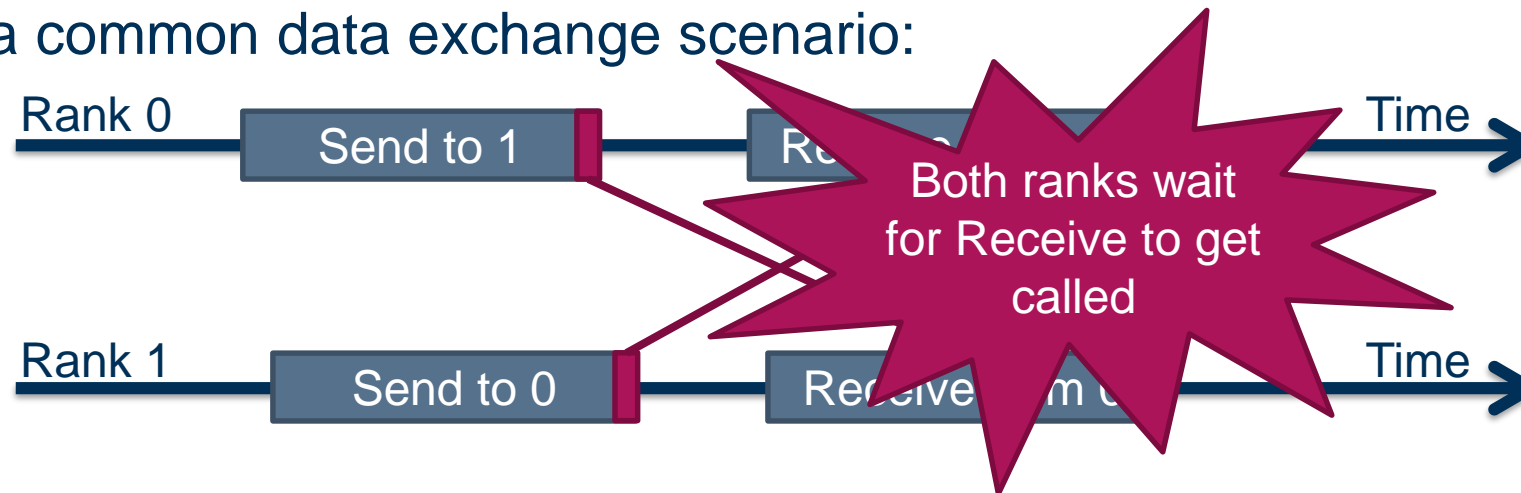 a common data exchange scenario:
Rank 0
Time
Send to 1
Both ranks wait
for Receive to get
called
Rank 1
Time
Send to 0
Receive